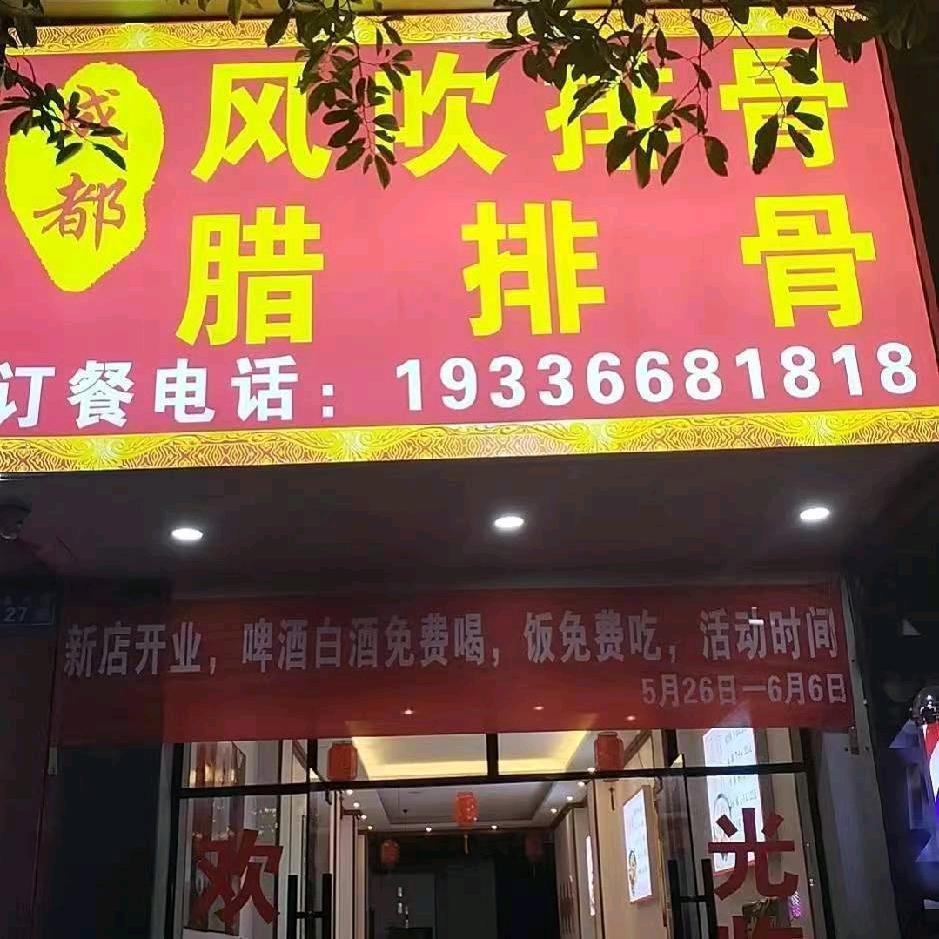 成都
风吹排骨
腊排骨
订餐电话：19336681818
27
新店开业，啤酒白酒免费喝，饭免费吃，活动时间
5月26日—6月6日
欢
光